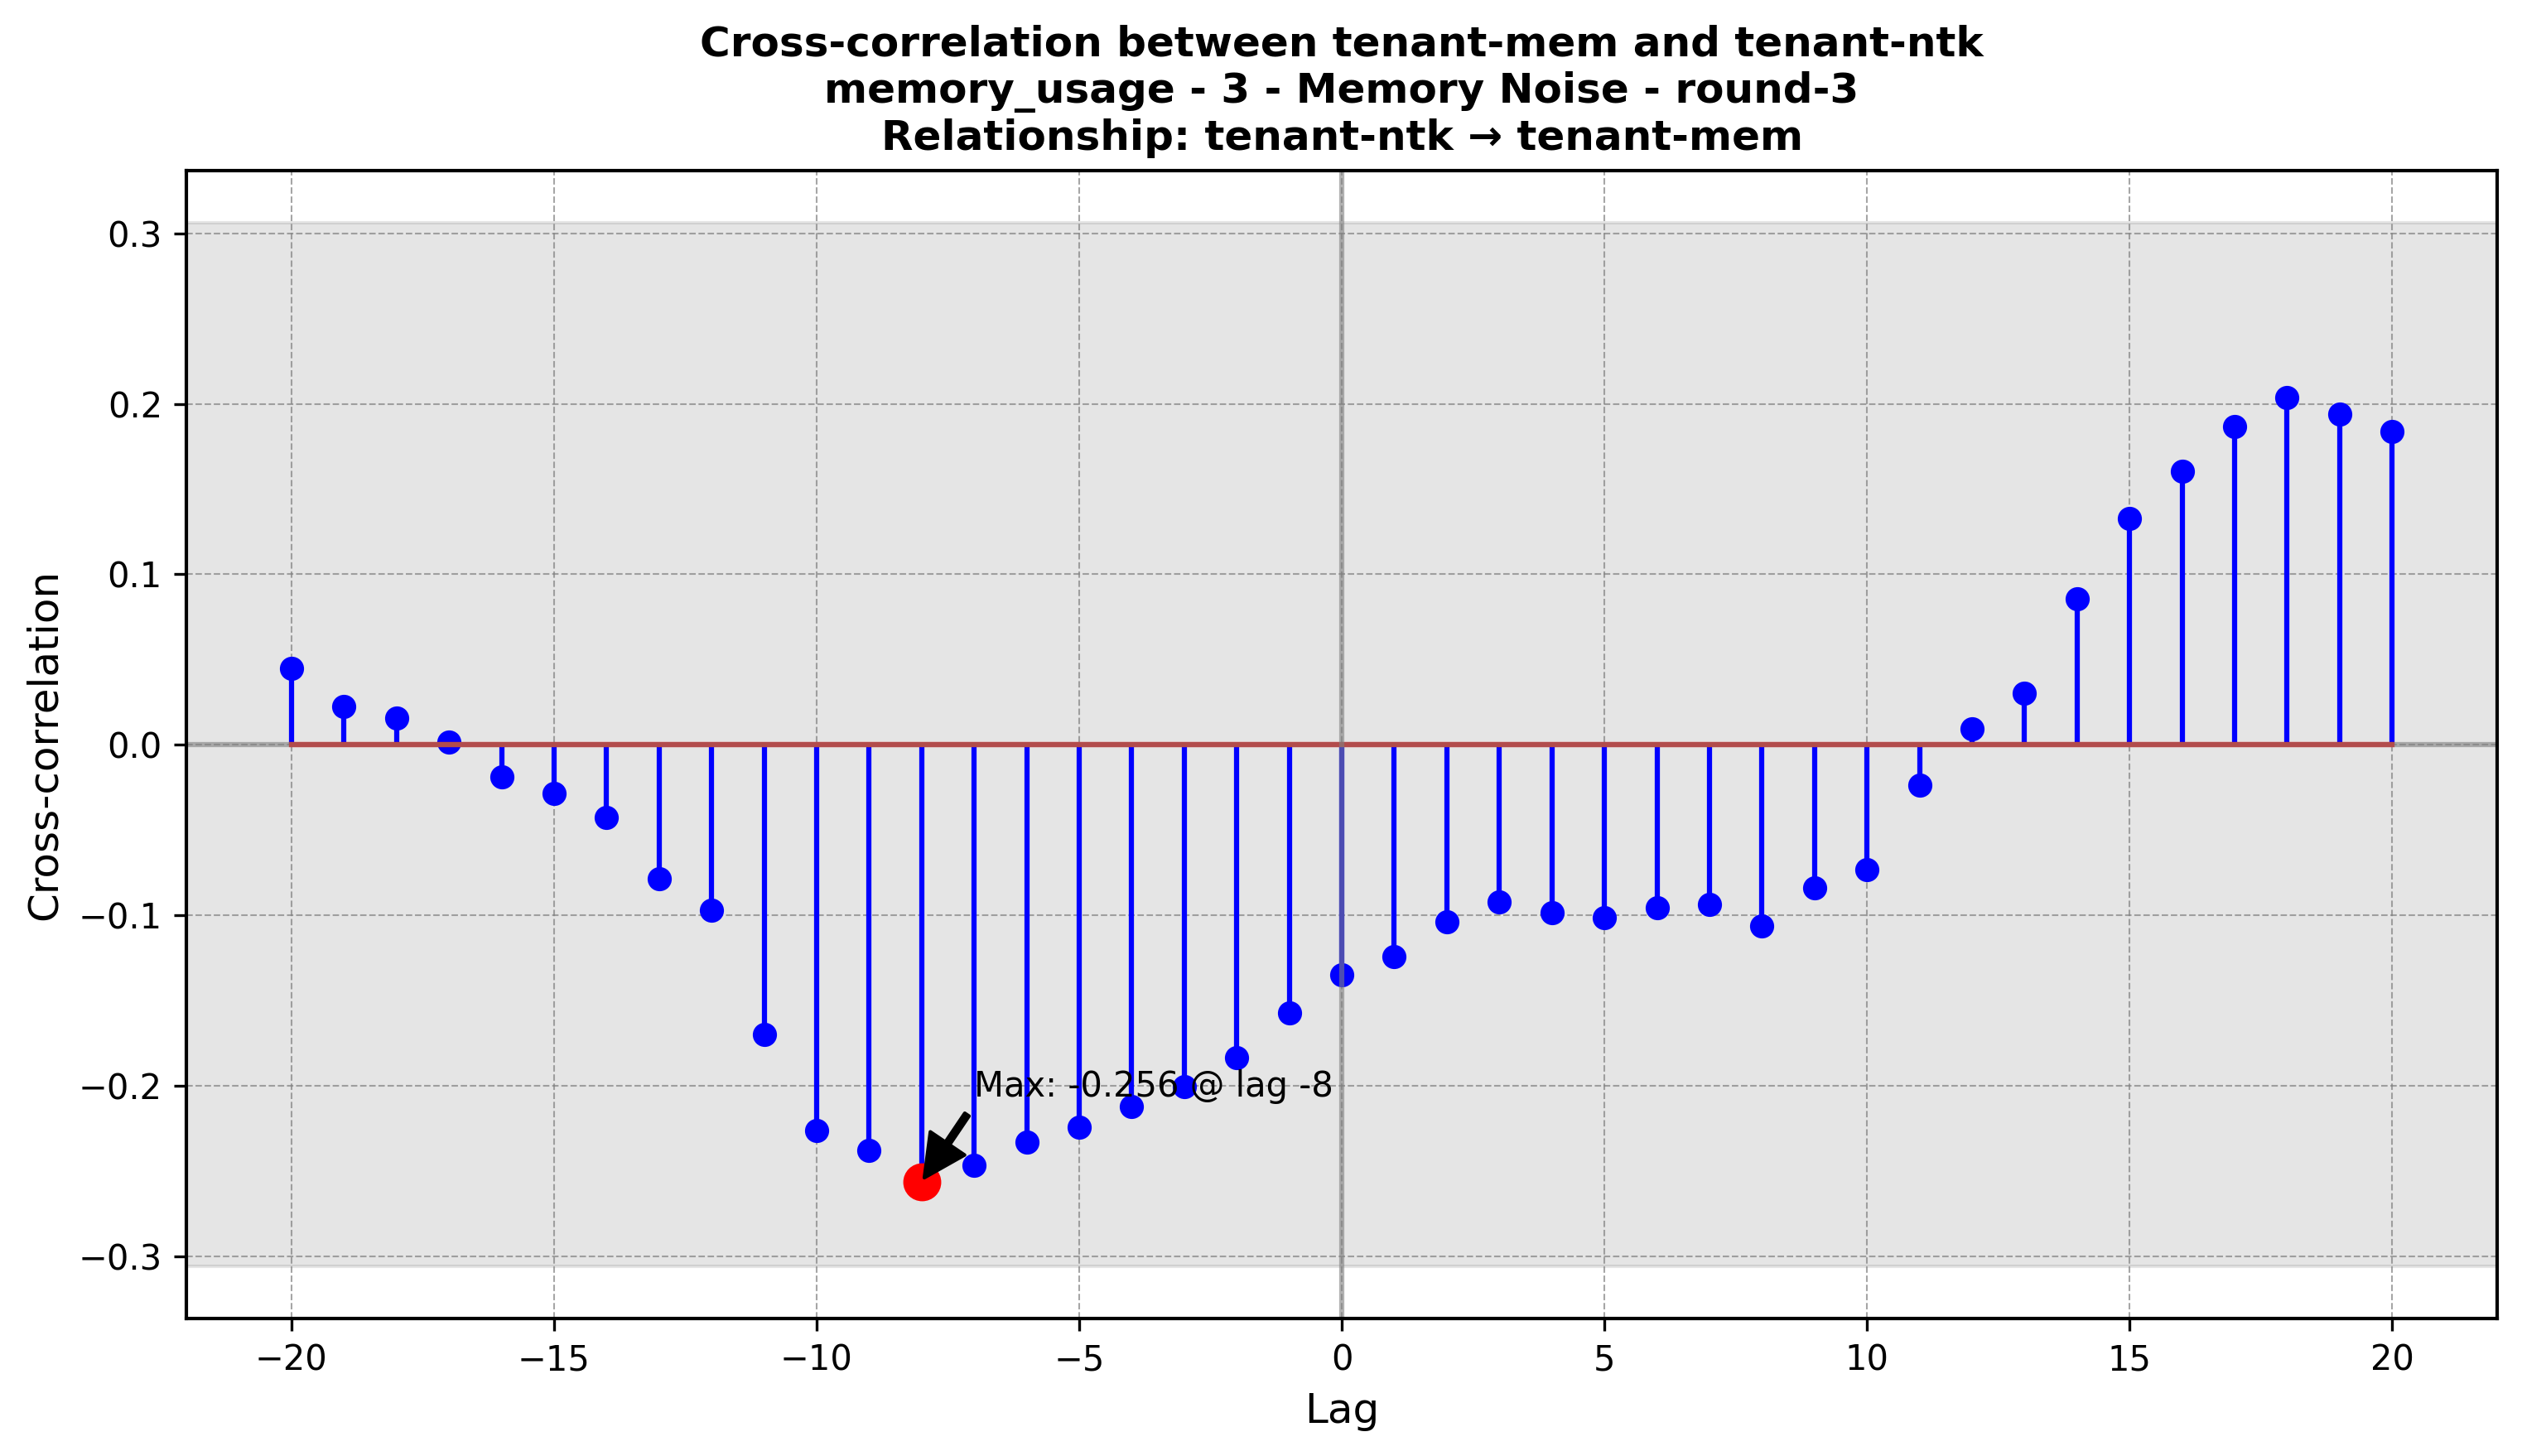 Cross-correlation between tenant-mem and tenant-ntk
memory_usage - 3 - Memory Noise - round-3
Relationship: tenant-ntk → tenant-mem
Cross-correlation
0.3
0.2
0.1
0.0
−0.1
−0.2
−0.3
Max: -0.256 @ lag -8
−20 −15 −10 −5 0 5 10 15 20
Lag